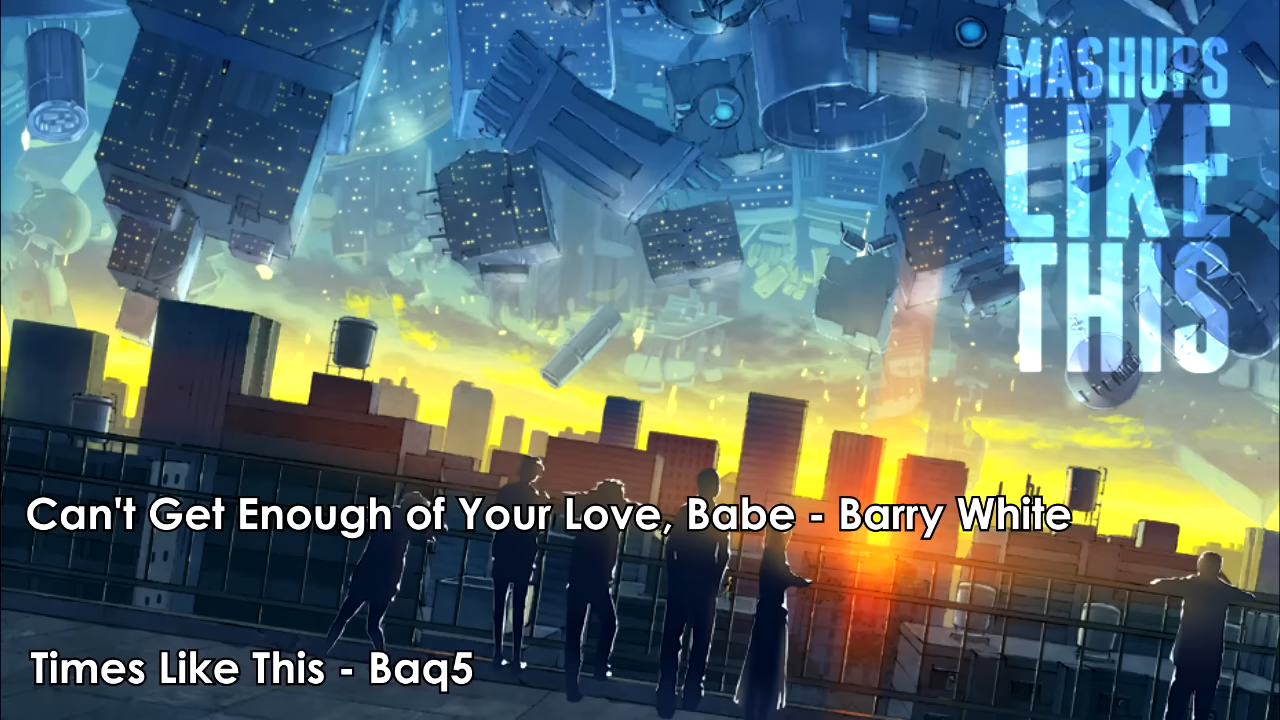 MASHUPS
LIKE
THIS
Can't Get Enough of Your Love, Babe - Barry White
Times Like This - Baq5